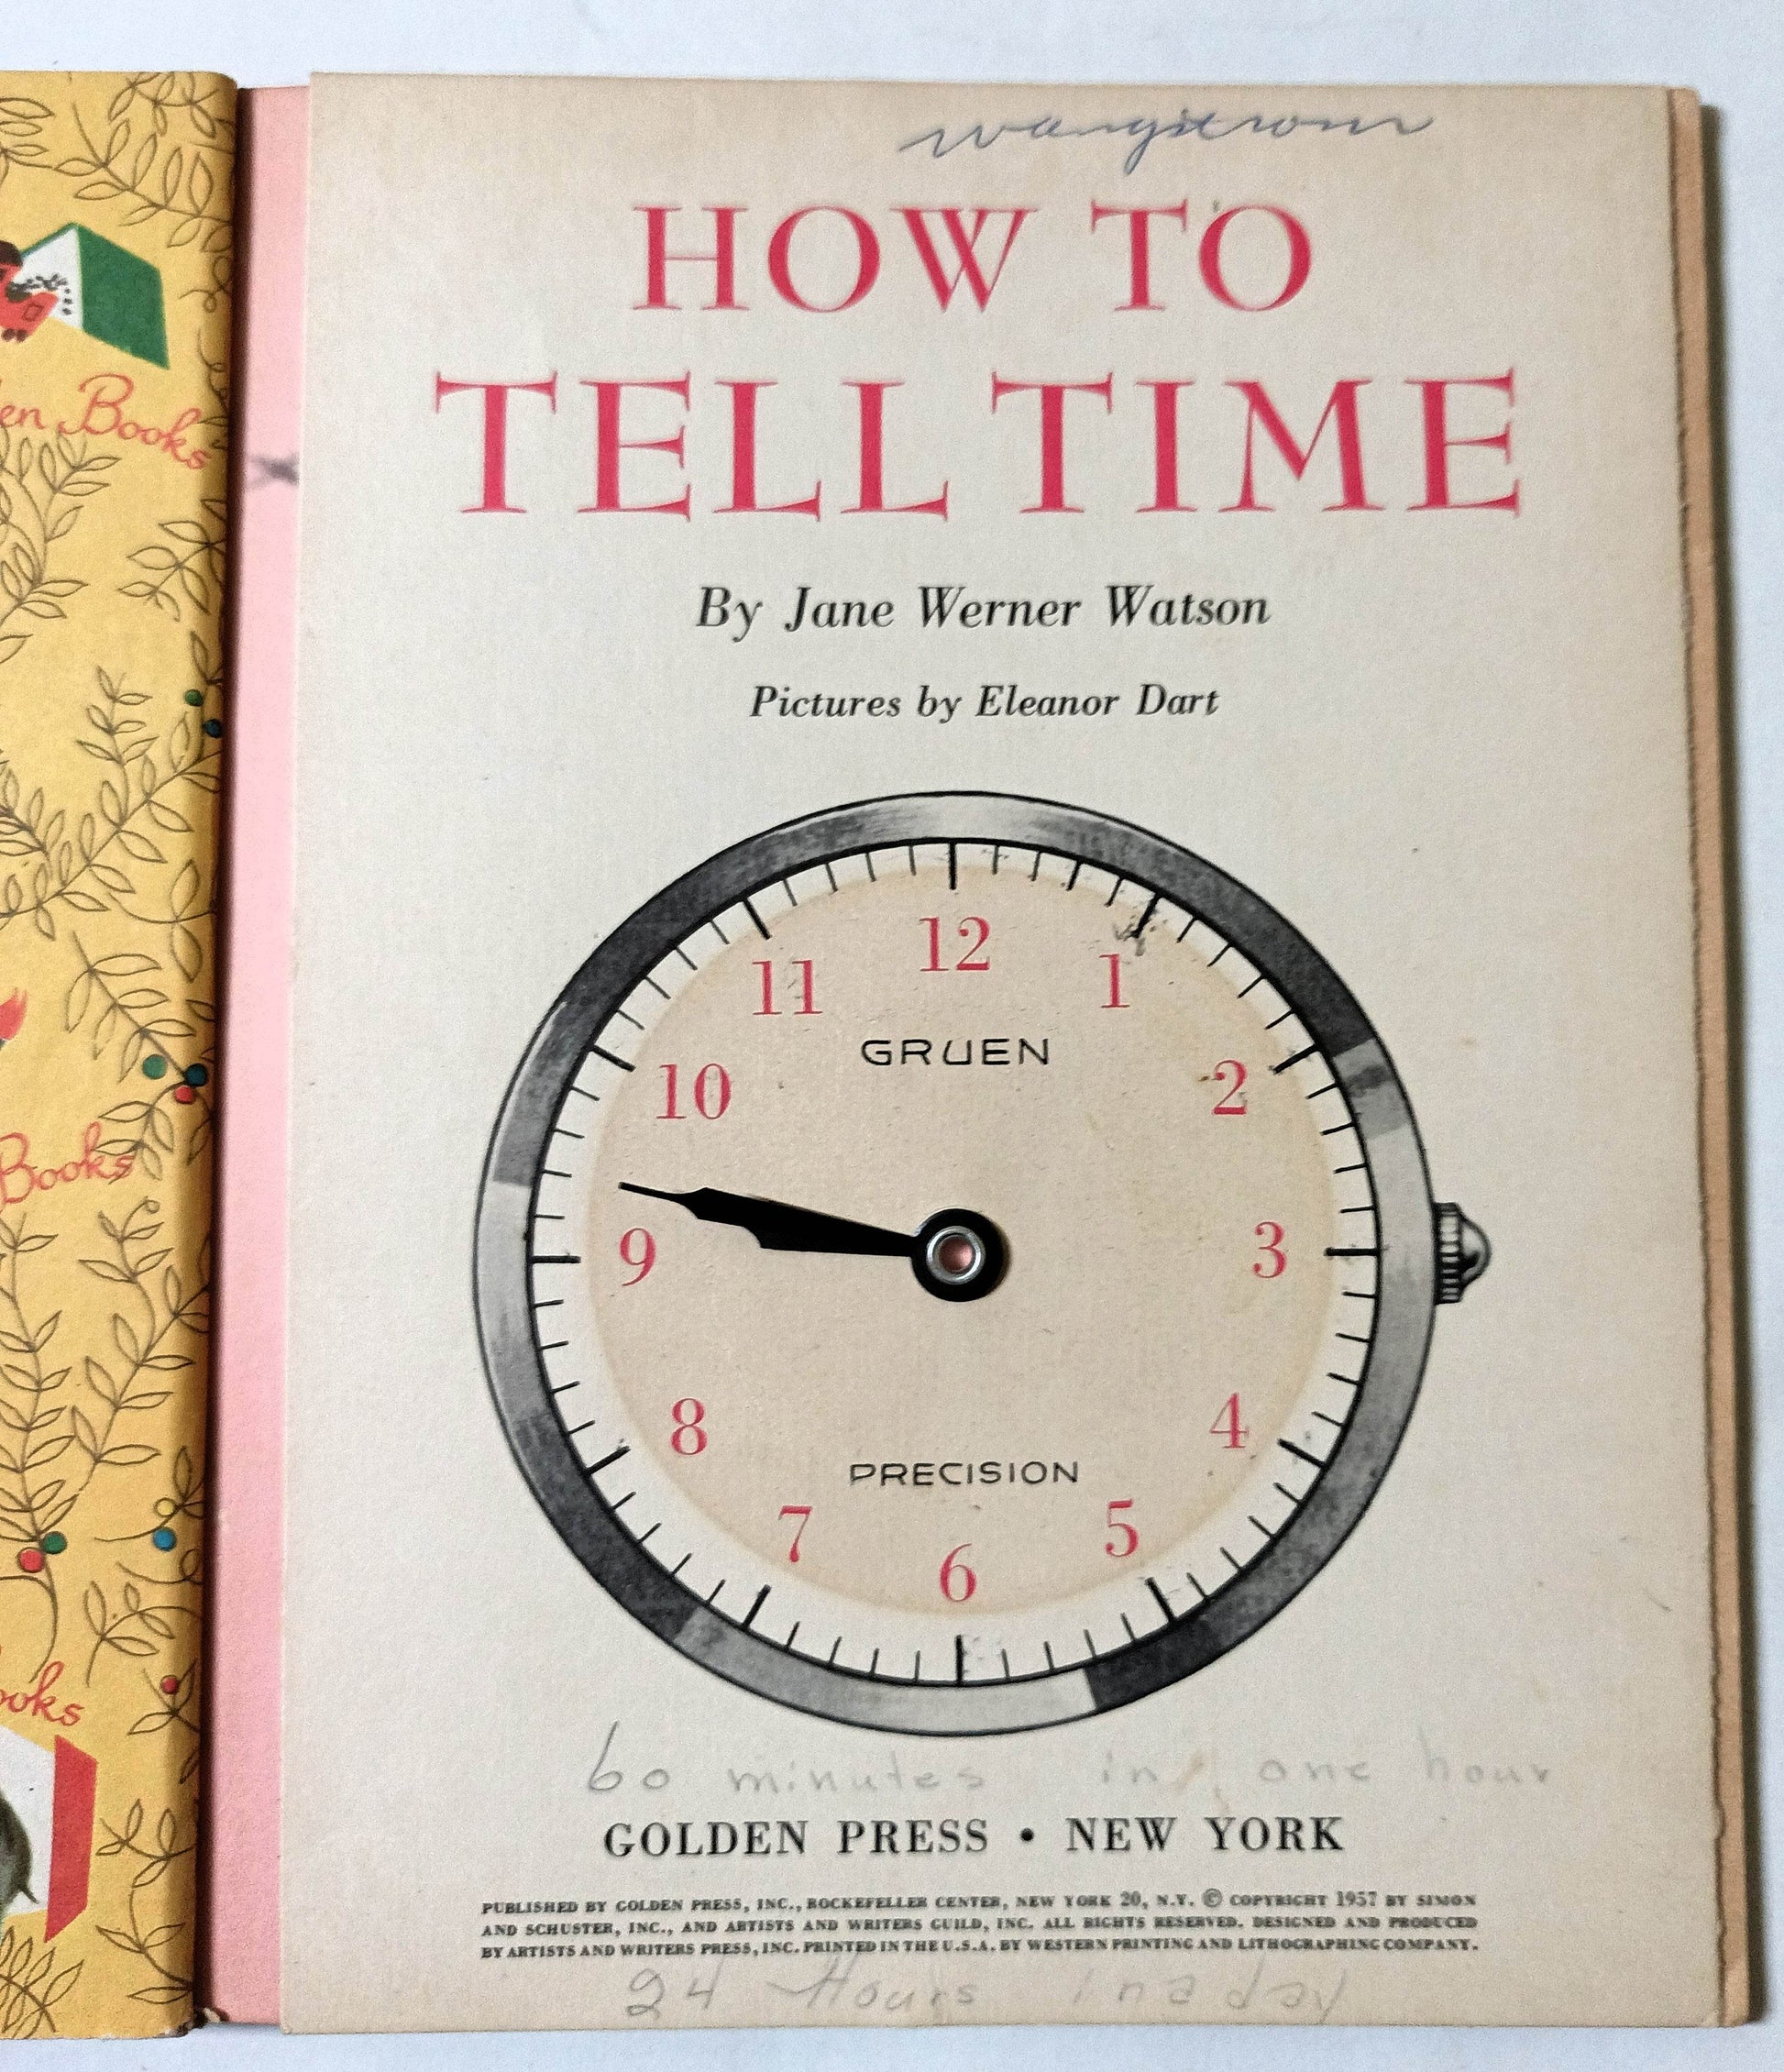 en Books
Books
ooks
HOW TO
TELL TIME
By Jane Werner Watson
Pictures by Eleanor Dart
12
11
1
GRUEN
10
2
9
3
8
4
PRECISION
7
5
6
60 minutes in one hour
GOLDEN PRESS • NEW YORK
PUBLISHED BY GOLDEN PRESS, INC., ROCKEFELLER CENTER, NEW YORK 20, N.Y. © COPYRIGHT 1957 BY SIMON
AND SCHUSTER, INC., AND ARTISTS AND WRITERS GUILD, INC. ALL RIGHTS RESERVED. DESIGNED AND PRODUCED
BY ARTISTS AND WRITERS PRESS, INC. PRINTED IN THE U.S.A. BY WESTERN PRINTING AND LITHOGRAPHING COMPANY.
24 Hours in a day